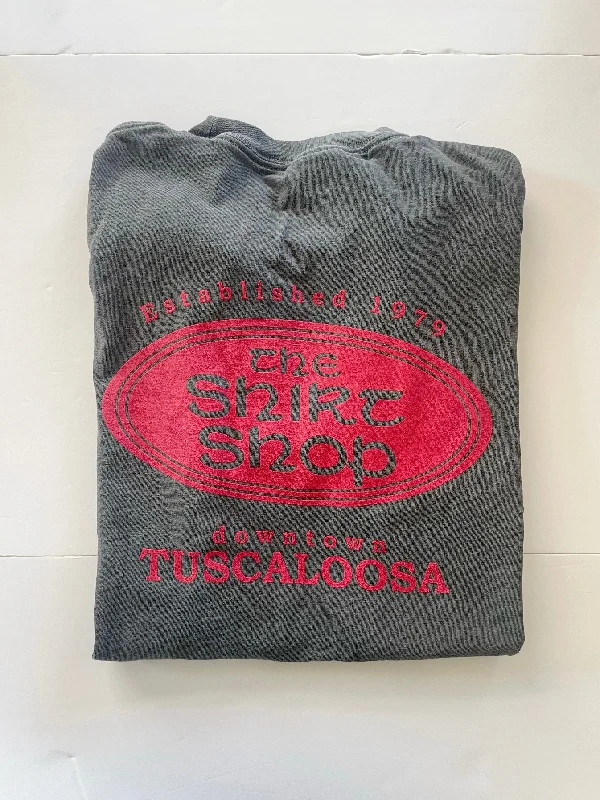 Established 1979
the
Shirt
Shop
downtown
TUSCALOOSA